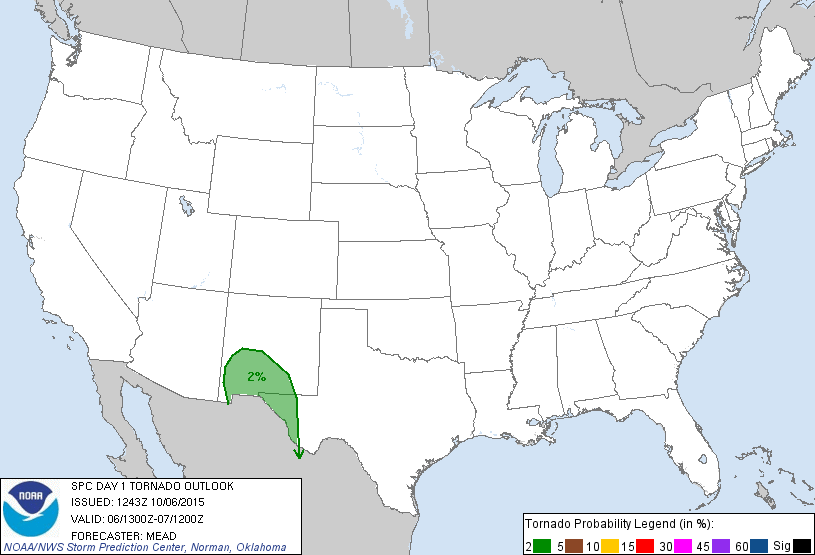 2%
SPC DAY 1 TORNADO OUTLOOK
ISSUED: 1243Z 10/06/2015
VALID: 06/1300Z-07/1200Z
FORECASTER: MEAD
NOAA/NWS Storm Prediction Center, Norman, Oklahoma
NOAA
Tornado Probability Legend (in %):
2 5 10 15 30 45 60 Sig